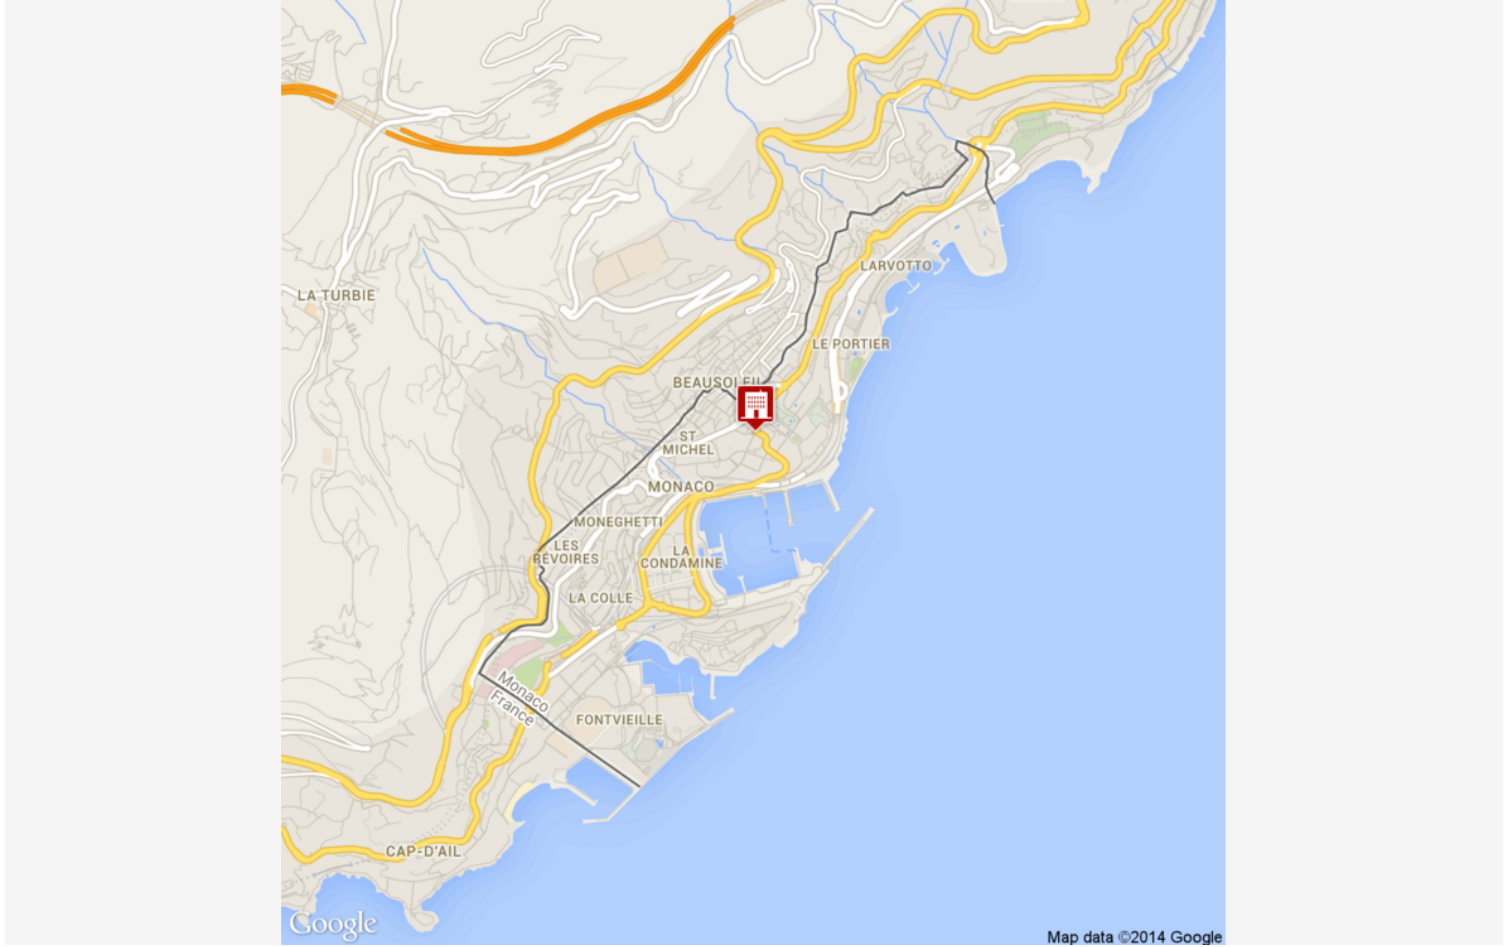 LARVOTTO
LA TURBIE
LE PORTIER
BEAUSOLEIL
ST
MICHEL
MONACO
MONEGHETTI
LES
RÉVOIRES
LA
CONDAMINE
LA COLLE
Monaco
France
FONTVIEILLE
CAP-D'AIL
Google
Map data ©2014 Google